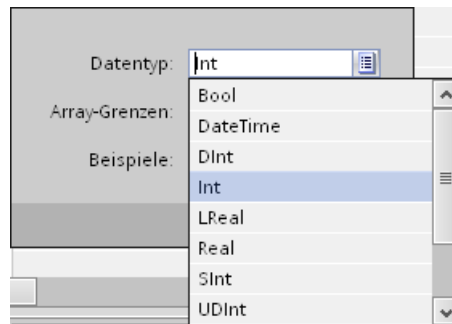 Datentyp: Int
Array-Grenzen:
Beispiele:
Bool
DateTime
DInt
Int
LReal
Real
SInt
UDInt